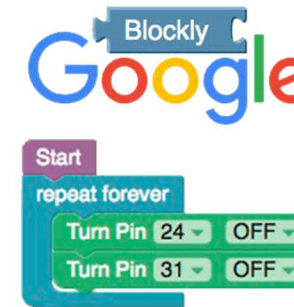 Blockly
Google
Start
repeat forever
Turn Pin 24 OFF
Turn Pin 31 OFF